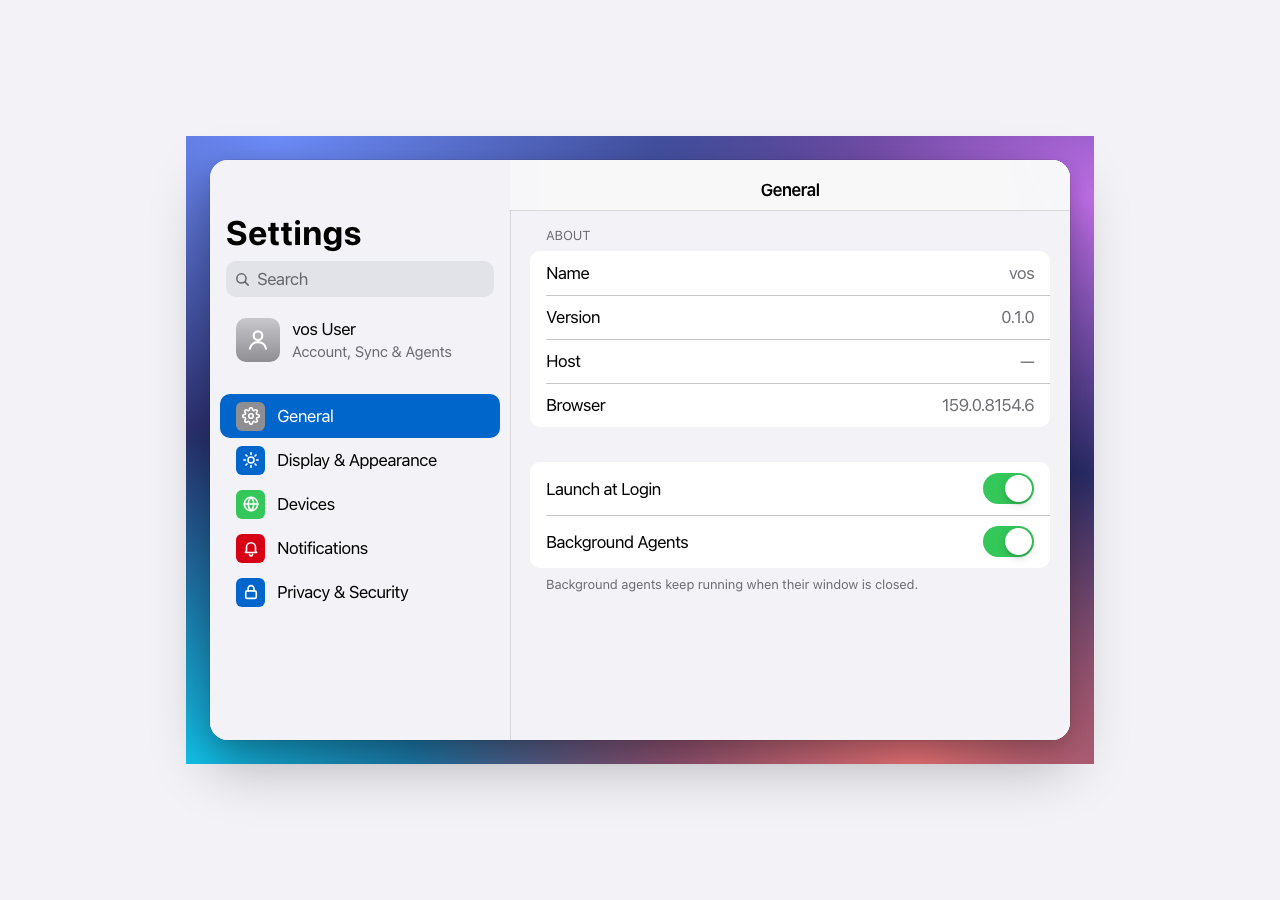 Settings
Search
vos User
Account, Sync & Agents
General
Display & Appearance
Devices
Notifications
Privacy & Security
General
ABOUT
Name vos
Version 0.1.0
Host —
Browser 159.0.8154.6
Launch at Login
Background Agents
Background agents keep running when their window is closed.